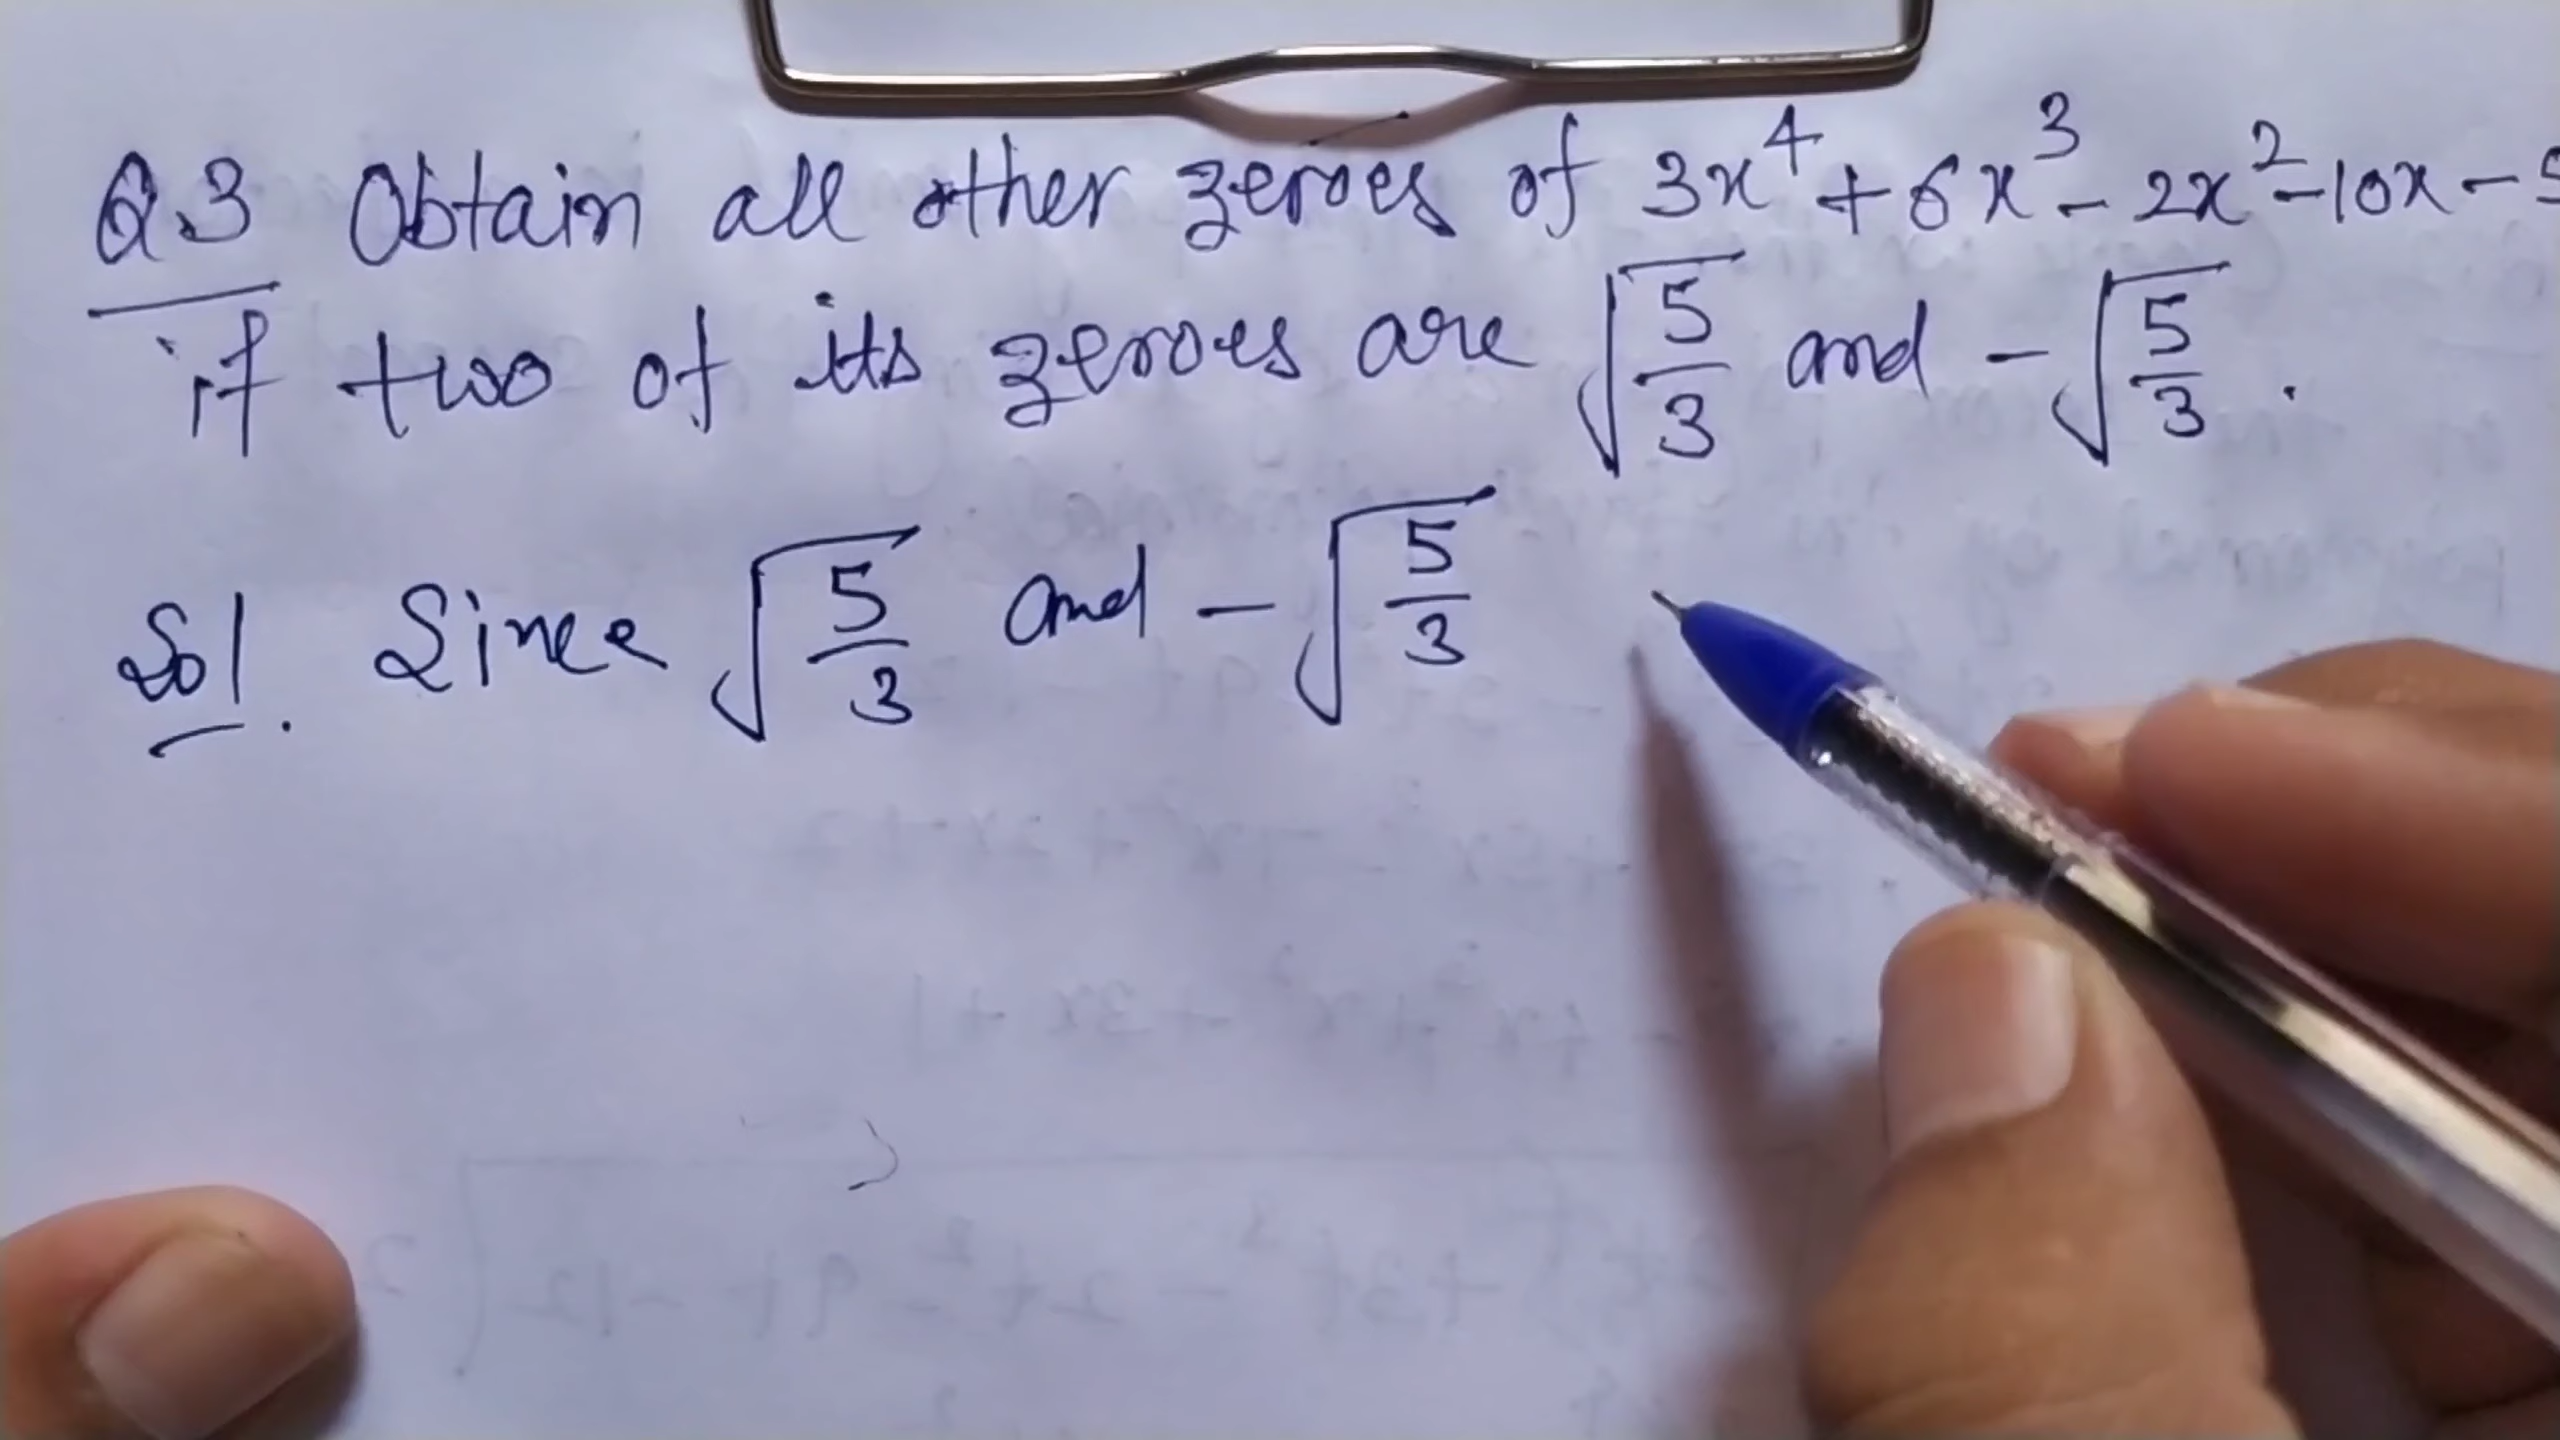 Q.3 Obtain all other zeroes of 3x⁴ + 6x³ - 2x² - 10x - 5
if two of its zeroes are √(5/3) and -√(5/3) .
Sol. Since √(5/3) and -√(5/3)